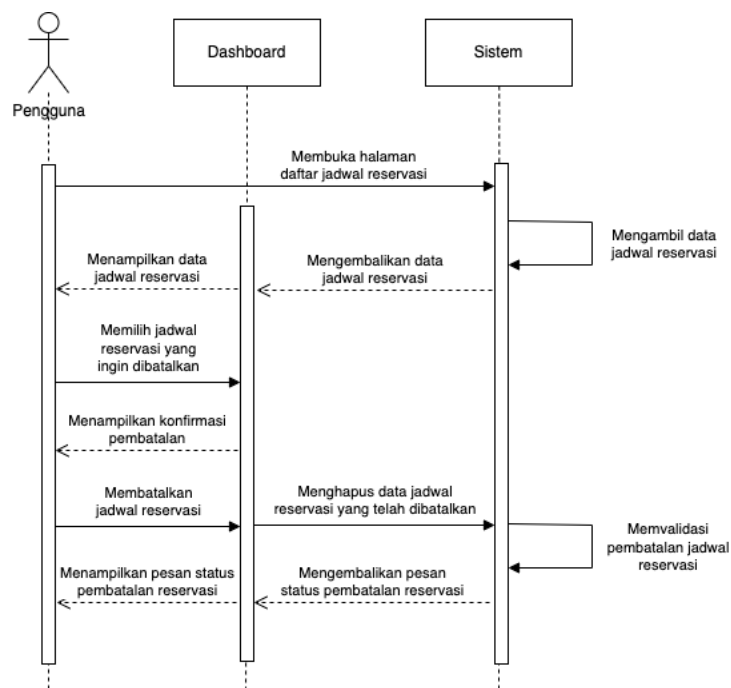 Pengguna
Dashboard
Sistem
Membuka halaman
daftar jadwal reservasi
Mengambil data
jadwal reservasi
Menampilkan data
jadwal reservasi
Mengembalikan data
jadwal reservasi
Memilih jadwal
reservasi yang
ingin dibatalkan
Menampilkan konfirmasi
pembatalan
Membatalkan
jadwal reservasi
Menghapus data jadwal
reservasi yang telah dibatalkan
Memvalidasi
pembatalan jadwal
reservasi
Menampilkan pesan status
pembatalan reservasi
Mengembalikan pesan
status pembatalan reservasi